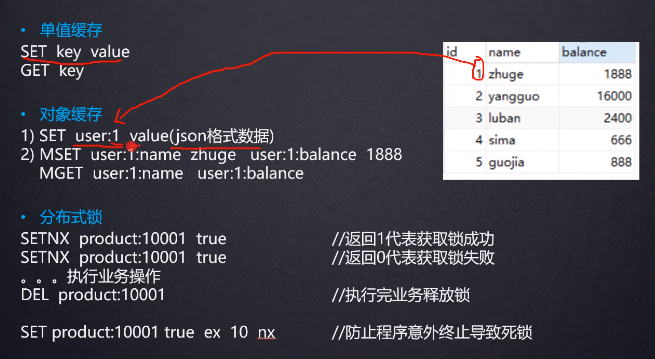 • 单值缓存
SET key value
GET key
• 对象缓存
1) SET user:1 value(json格式数据)
2) MSET user:1:name zhuge user:1:balance 1888
MGET user:1:name user:1:balance
• 分布式锁
SETNX product:10001 true //返回1代表获取锁成功
SETNX product:10001 true //返回0代表获取锁失败
。。。执行业务操作
DEL product:10001 //执行完业务释放锁
SET product:10001 true ex 10 nx //防止程序意外终止导致死锁
id name balance
1 zhuge 1888
2 yangguo 16000
3 luban 2400
4 sima 666
5 guojia 888